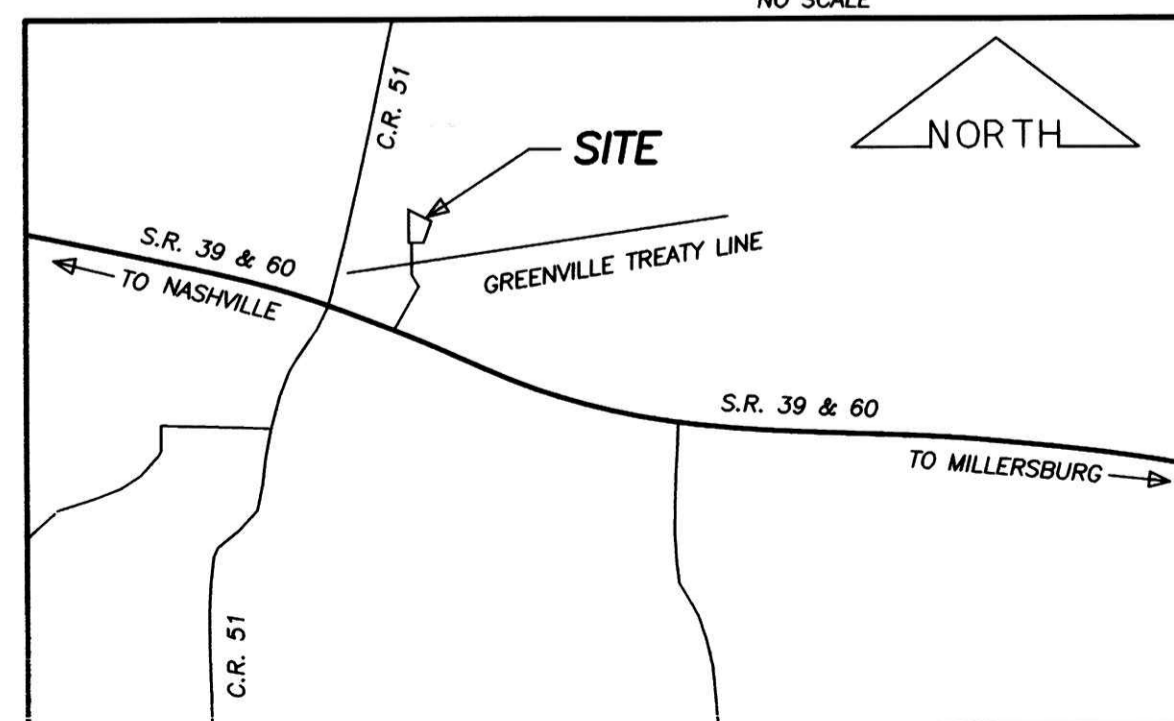 NO SCALE
C.R. 51
SITE
NORTH
S.R. 39 & 60
TO NASHVILLE
GREENVILLE TREATY LINE
S.R. 39 & 60
TO MILLERSBURG
C.R. 51